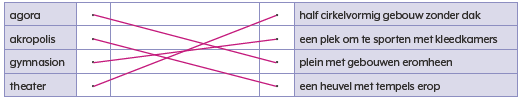 agora half cirkelvormig gebouw zonder dak
akropolis een plek om te sporten met kleedkamers
gymnasion plein met gebouwen eromheen
theater een heuvel met tempels erop